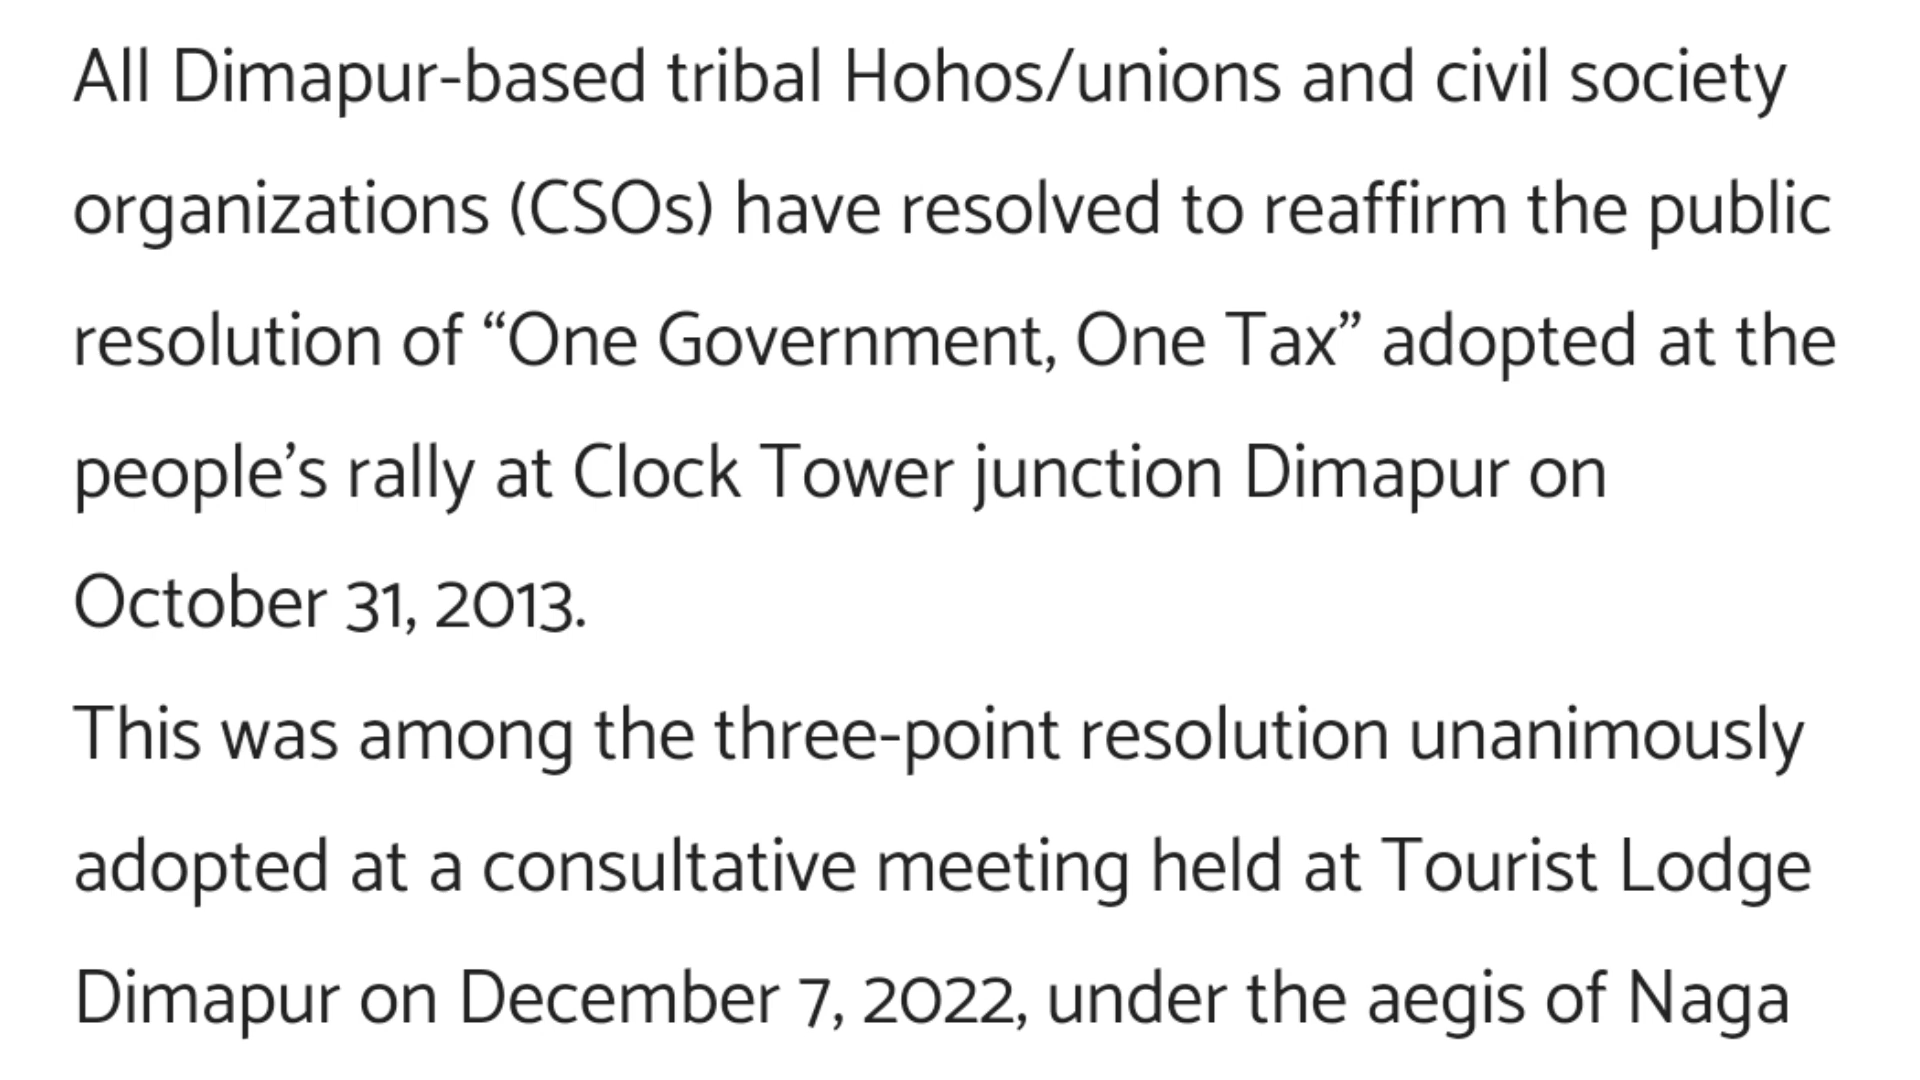 All Dimapur-based tribal Hohos/unions and civil society
organizations (CSOs) have resolved to reaffirm the public
resolution of “One Government, One Tax” adopted at the
people’s rally at Clock Tower junction Dimapur on
October 31, 2013.
This was among the three-point resolution unanimously
adopted at a consultative meeting held at Tourist Lodge
Dimapur on December 7, 2022, under the aegis of Naga